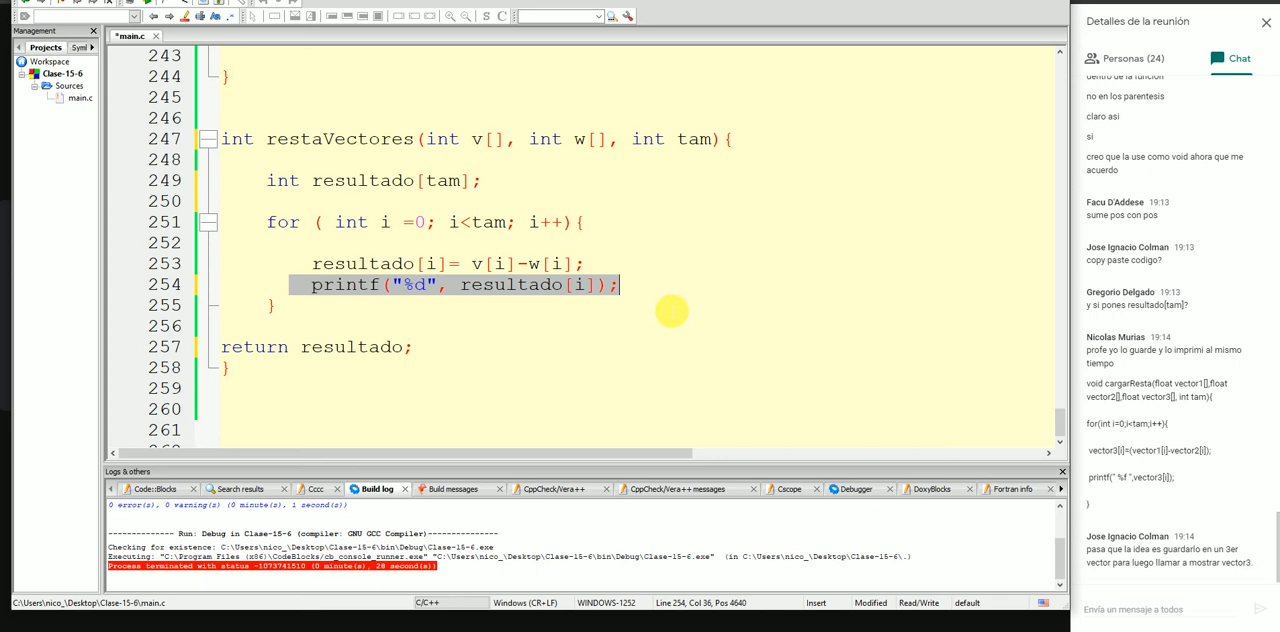 Management
Projects
Symb
Workspace
Clase-15-6
Sources
main.c
*main.c
243
244 }
245
246
247 int restaVectores(int v[], int w[], int tam){
248
249 int resultado[tam];
250
251 for ( int i =0; i<tam; i++){
252
253 resultado[i]= v[i]-w[i];
254 printf("%d", resultado[i]);
255 }
256
257 return resultado;
258 }
259
260
261
Logs & others
Code::Blocks Search results Cccc Build log Build messages CppCheck/Vera++ CppCheck/Vera++ messages Cscope Debugger DoxyBlocks Fortran info
0 error(s), 0 warning(s) (0 minute(s), 1 second(s))
-------------- Run: Debug in Clase-15-6 (compiler: GNU GCC Compiler)---------------
Checking for existence: C:\Users\nico_\Desktop\Clase-15-6\bin\Debug\Clase-15-6.exe
Executing: "C:\Program Files (x86)\CodeBlocks/cb_console_runner.exe" "C:\Users\nico_\Desktop\Clase-15-6\bin\Debug\Clase-15-6.exe" (in C:\Users\nico_\Desktop\Clase-15-6\.)
Process terminated with status -1073741510 (0 minute(s), 28 second(s))
C:\Users\nico_\Desktop\Clase-15-6\main.c C/C++ Windows (CR+LF) WINDOWS-1252 Line 254, Col 36, Pos 4640 Insert Modified Read/Write default
Detalles de la reunión
Personas (24) Chat
dentro de la funcion
no en los parentesis
claro asi
si
creo que la use como void ahora que me
acuerdo
Facu D'Addese 19:13
sume pos con pos
Jose Ignacio Colman 19:13
copy paste codigo?
Gregorio Delgado 19:13
y si pones resultado[tam]?
Nicolas Murias 19:14
profe yo lo guarde y lo imprimi al mismo
tiempo
void cargarResta(float vector1[],float
vector2[],float vector3[], int tam){
for(int i=0;i<tam;i++){
vector3[i]=(vector1[i]-vector2[i]);
printf(" %f ",vector3[i]);
}
Jose Ignacio Colman 19:14
pasa que la idea es guardarlo en un 3er
vector para luego llamar a mostrar vector3.
Envía un mensaje a todos